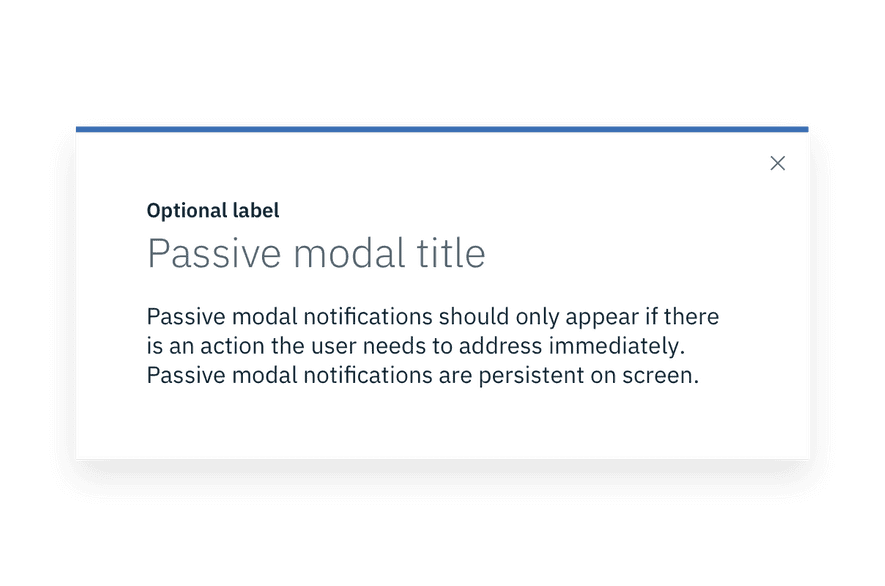 Optional label
Passive modal title
Passive modal notifications should only appear if there
is an action the user needs to address immediately.
Passive modal notifications are persistent on screen.